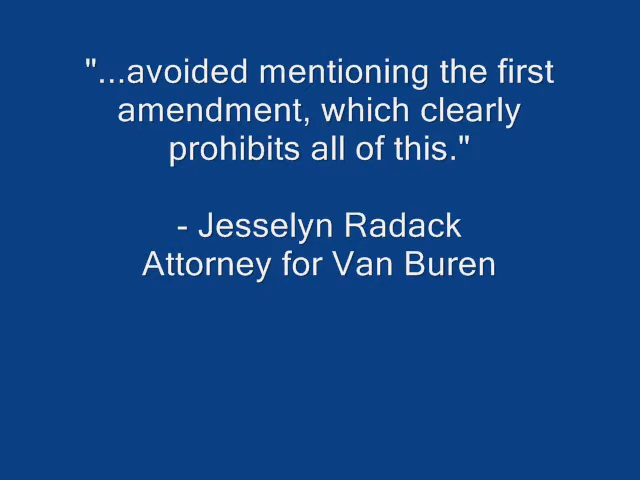 "...avoided mentioning the first
amendment, which clearly
prohibits all of this."
- Jesselyn Radack
Attorney for Van Buren